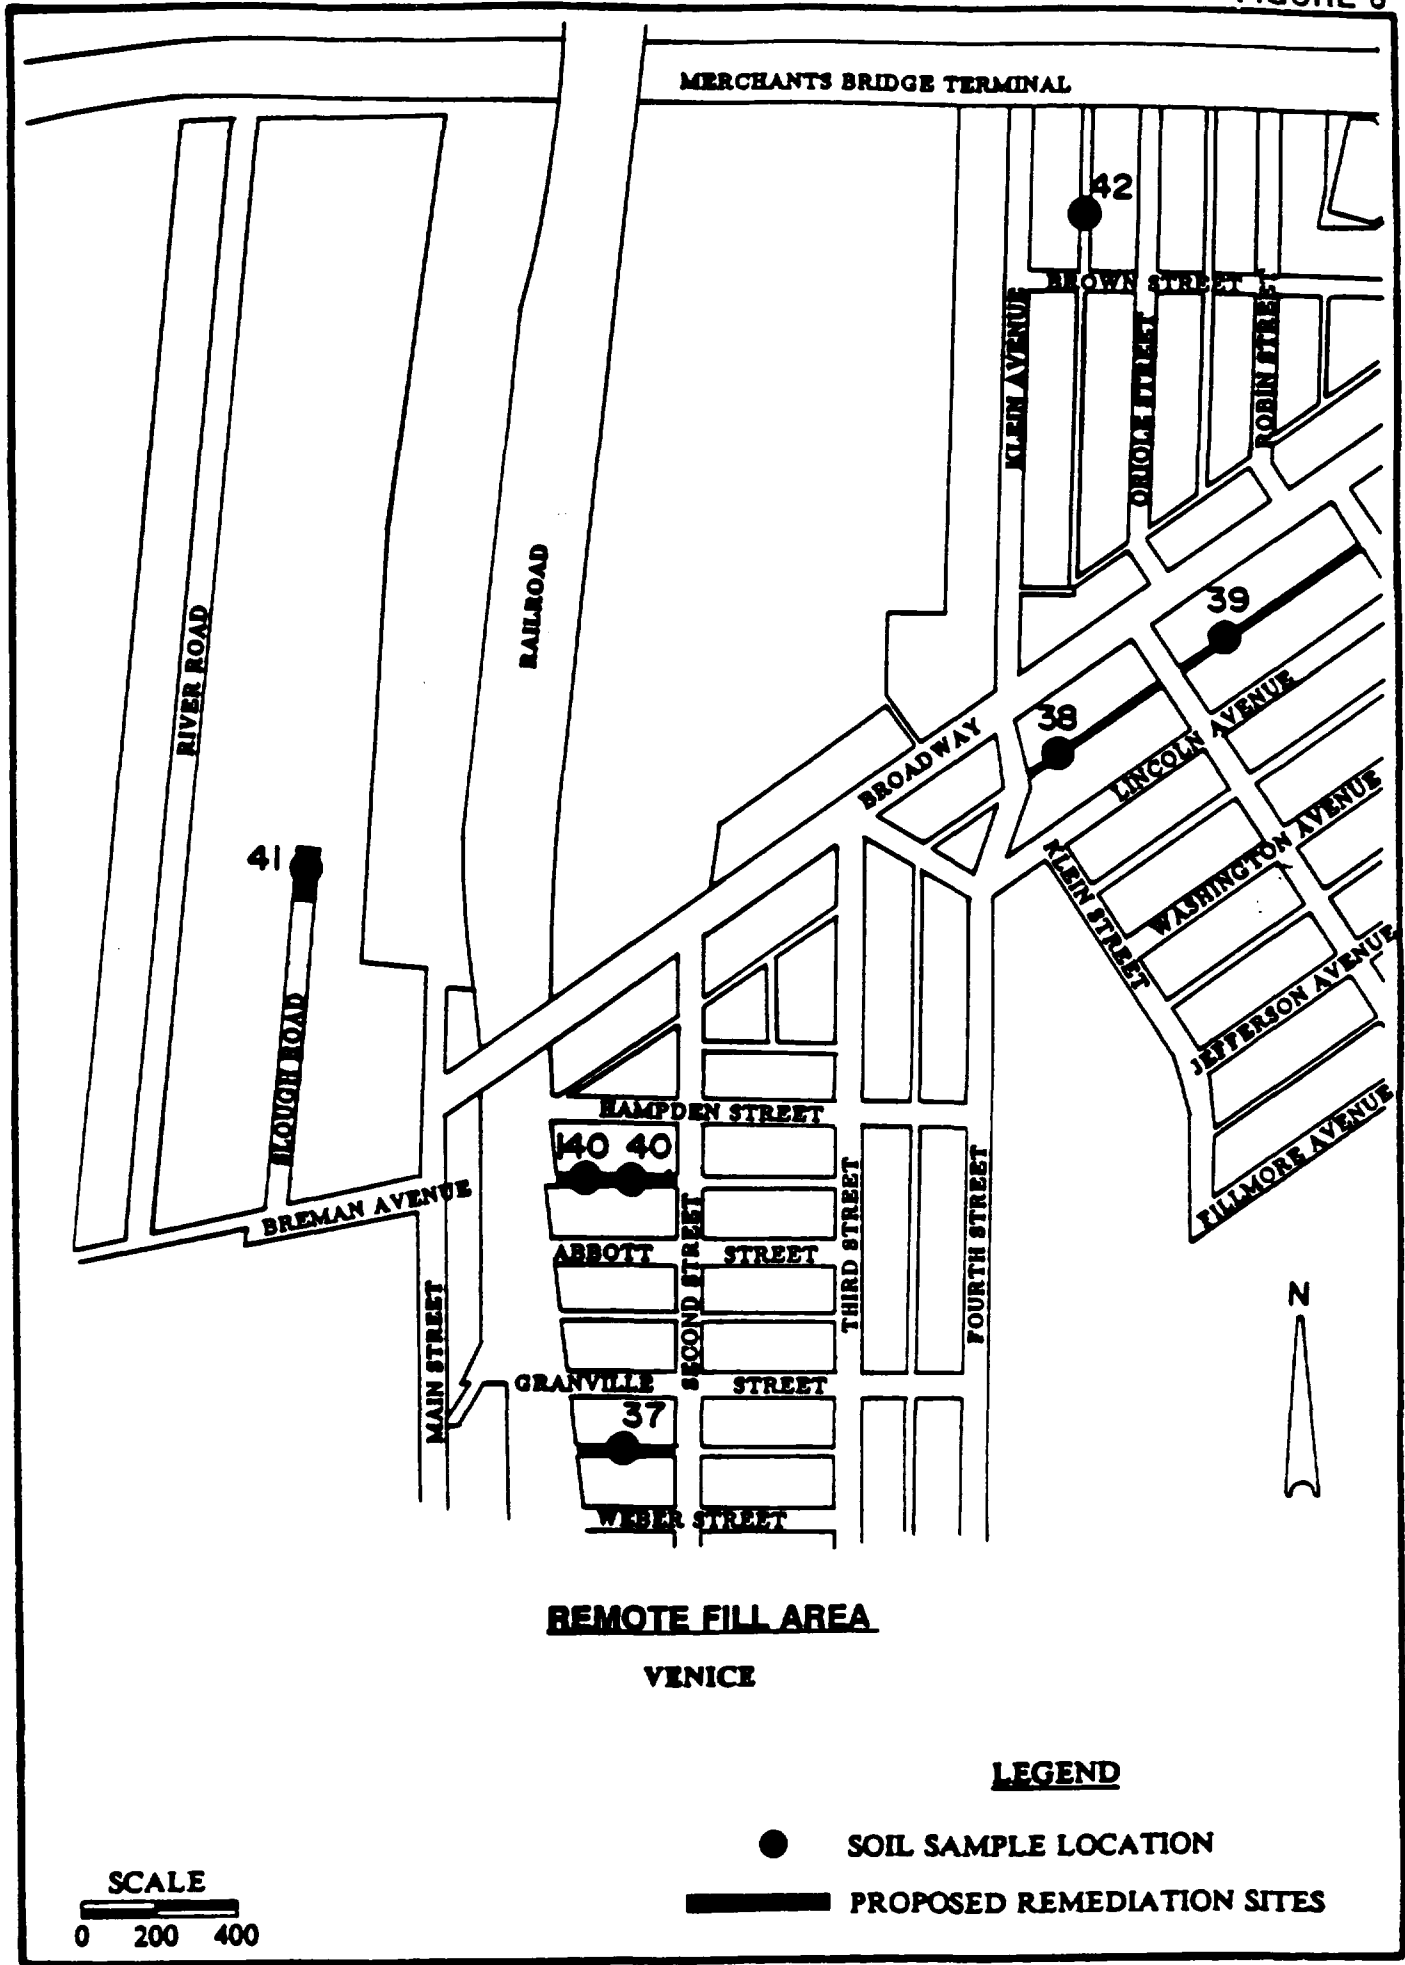 MERCHANTS BRIDGE TERMINAL
42
BROWN STREET
KLEIN AVENUE
ORIOLE STREET
ROBIN STREET
RAILROAD
RIVER ROAD
39
38
LINCOLN AVENUE
BROADWAY
WASHINGTON AVENUE
KLEIN STREET
41
JEFFERSON AVENUE
SLOUGH ROAD
FILLMORE AVENUE
HAMPDEN STREET
140 40
BREMAN AVENUE
ABBOTT STREET
SECOND STREET
THIRD STREET
FOURTH STREET
MAIN STREET
N
GRANVILLE STREET
37
WEBER STREET
REMOTE FILL AREA
VENICE
LEGEND
SOIL SAMPLE LOCATION
PROPOSED REMEDIATION SITES
SCALE
0 200 400